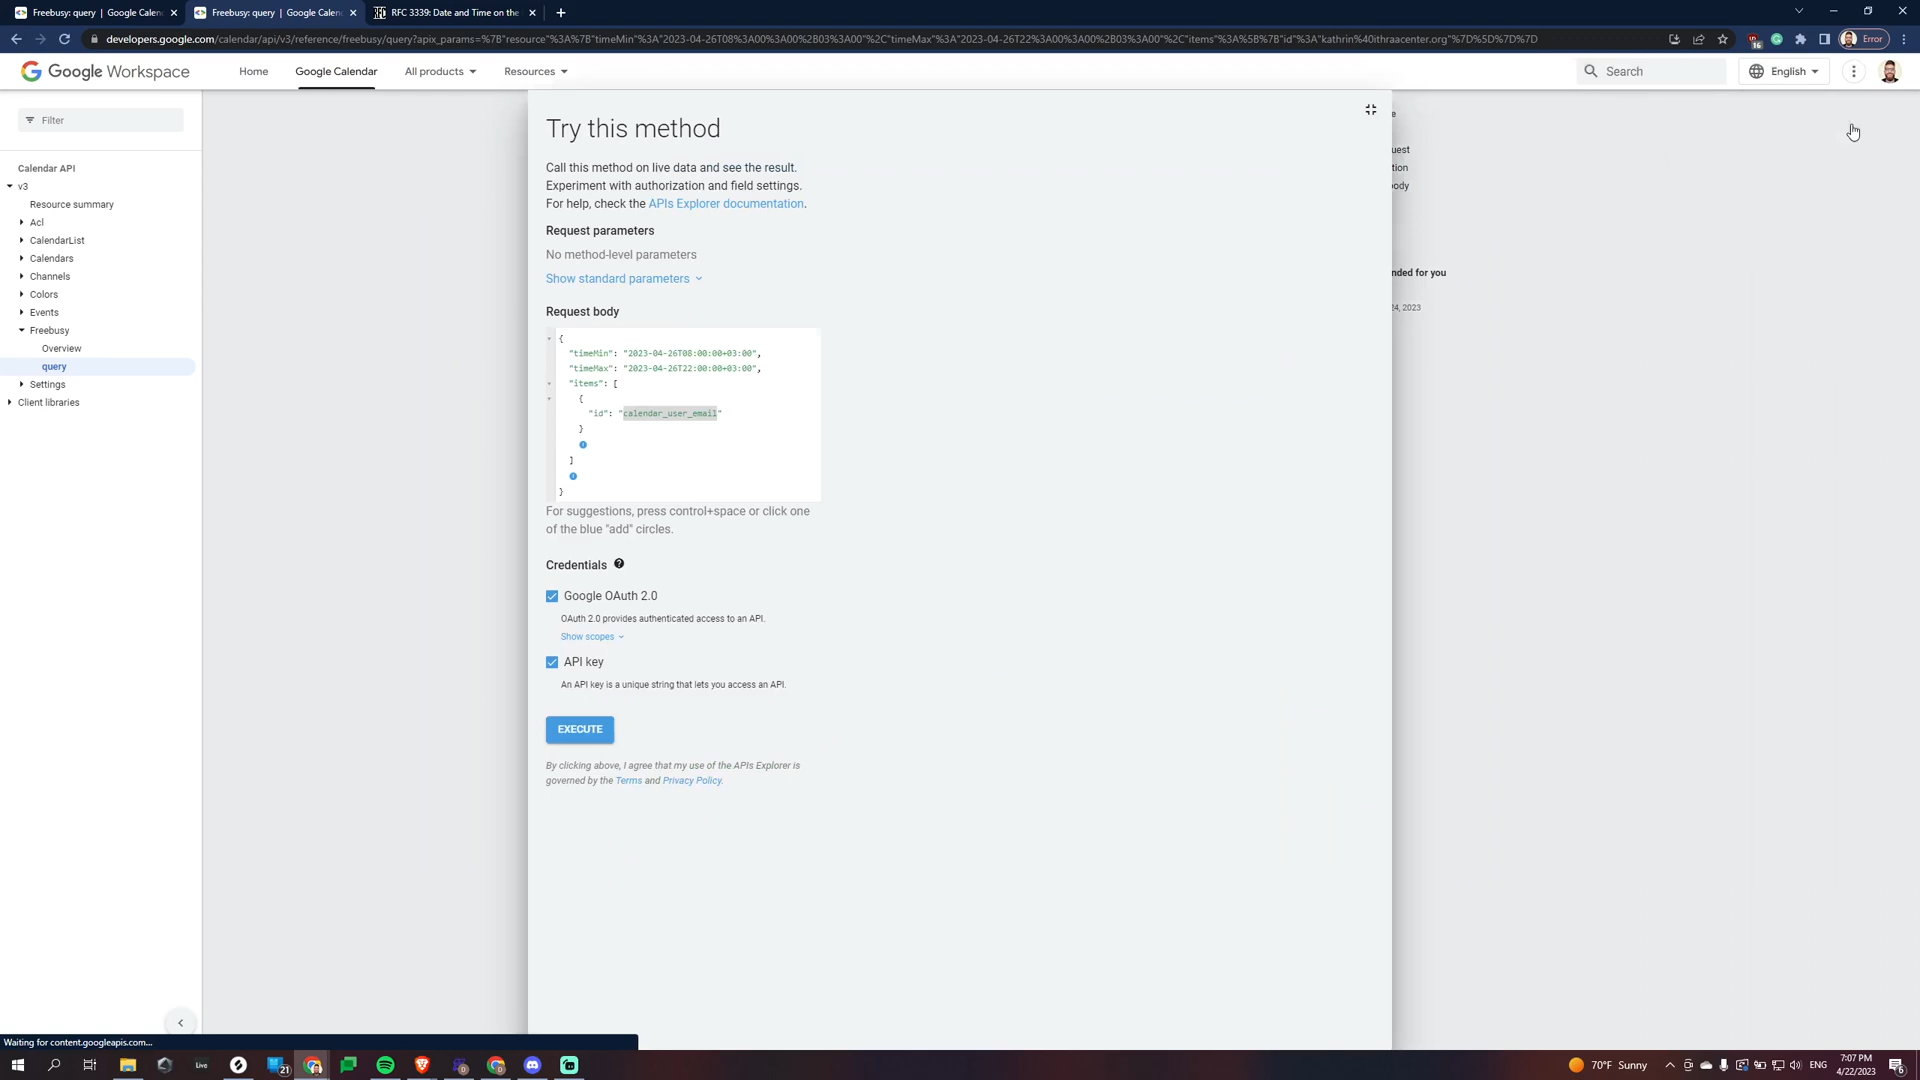 Freebusy: query | Google Calen
Freebusy: query | Google Calen
RFC 3339: Date and Time on the
developers.google.com/calendar/api/v3/reference/freebusy/query?apix_params=%7B"resource"%3A%7B"timeMin"%3A"2023-04-26T08%3A00%3A00%2B03%3A00"%2C"timeMax"%3A"2023-04-26T22%3A00%3A00%2B03%3A00"%2C"items"%3A%5B%7B"id"%3A"kathrin%40ithraacenter.org"%7D%5D%7D%7D
16
Error
Google Workspace
Home
Google Calendar
All products
Resources
Search
English
Filter
Calendar API
v3
Resource summary
Acl
CalendarList
Calendars
Channels
Colors
Events
Freebusy
Overview
query
Settings
Client libraries
Try this method
Call this method on live data and see the result.
Experiment with authorization and field settings.
For help, check the APIs Explorer documentation.
Request parameters
No method-level parameters
Show standard parameters
Request body
{
"timeMin": "2023-04-26T08:00:00+03:00",
"timeMax": "2023-04-26T22:00:00+03:00",
"items": [
{
"id": "calendar_user_email"
}
]
}
For suggestions, press control+space or click one
of the blue "add" circles.
Credentials
Google OAuth 2.0
OAuth 2.0 provides authenticated access to an API.
Show scopes
API key
An API key is a unique string that lets you access an API.
EXECUTE
By clicking above, I agree that my use of the APIs Explorer is
governed by the Terms and Privacy Policy.
e
uest
tion
body
nded for you
24, 2023
Waiting for content.googleapis.com...
Live
21
70°F Sunny
ENG
7:07 PM
4/22/2023
6